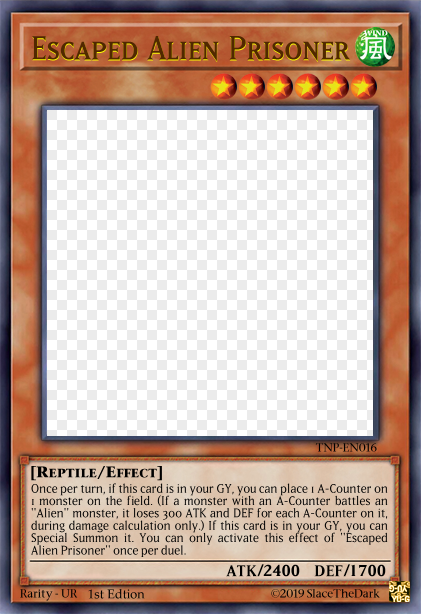 Escaped Alien Prisoner
WIND
風
TNP-EN016
[Reptile/Effect]
Once per turn, if this card is in your GY, you can place 1 A-Counter on
1 monster on the field. (If a monster with an A-Counter battles an
"Alien" monster, it loses 300 ATK and DEF for each A-Counter on it,
during damage calculation only.) If this card is in your GY, you can
Special Summon it. You can only activate this effect of "Escaped
Alien Prisoner" once per duel.
ATK/2400 DEF/1700
Rarity - UR 1st Edition ©2019 SlaceTheDark